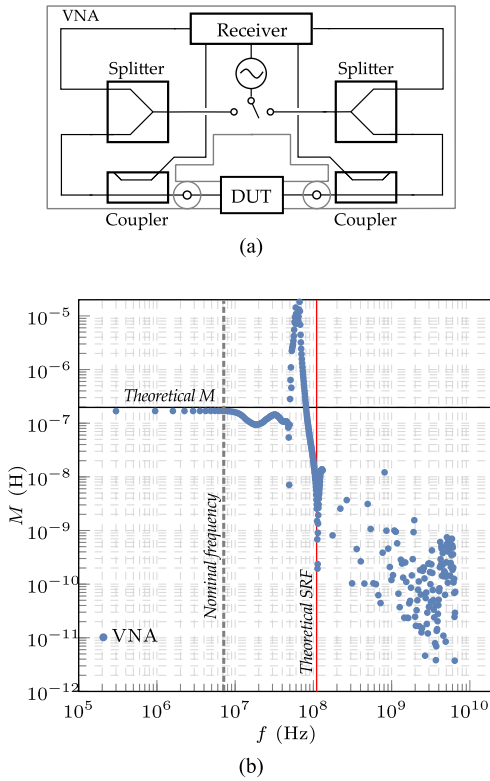 VNA
Receiver
Splitter
Splitter
Coupler
DUT
Coupler
(a)
10^-5
10^-6
Theoretical M
10^-7
10^-8
M (H)
10^-9
Nominal frequency
10^-10
Theoretical SRF
10^-11
VNA
10^-12
10^5 10^6 10^7 10^8 10^9 10^10
f (Hz)
(b)